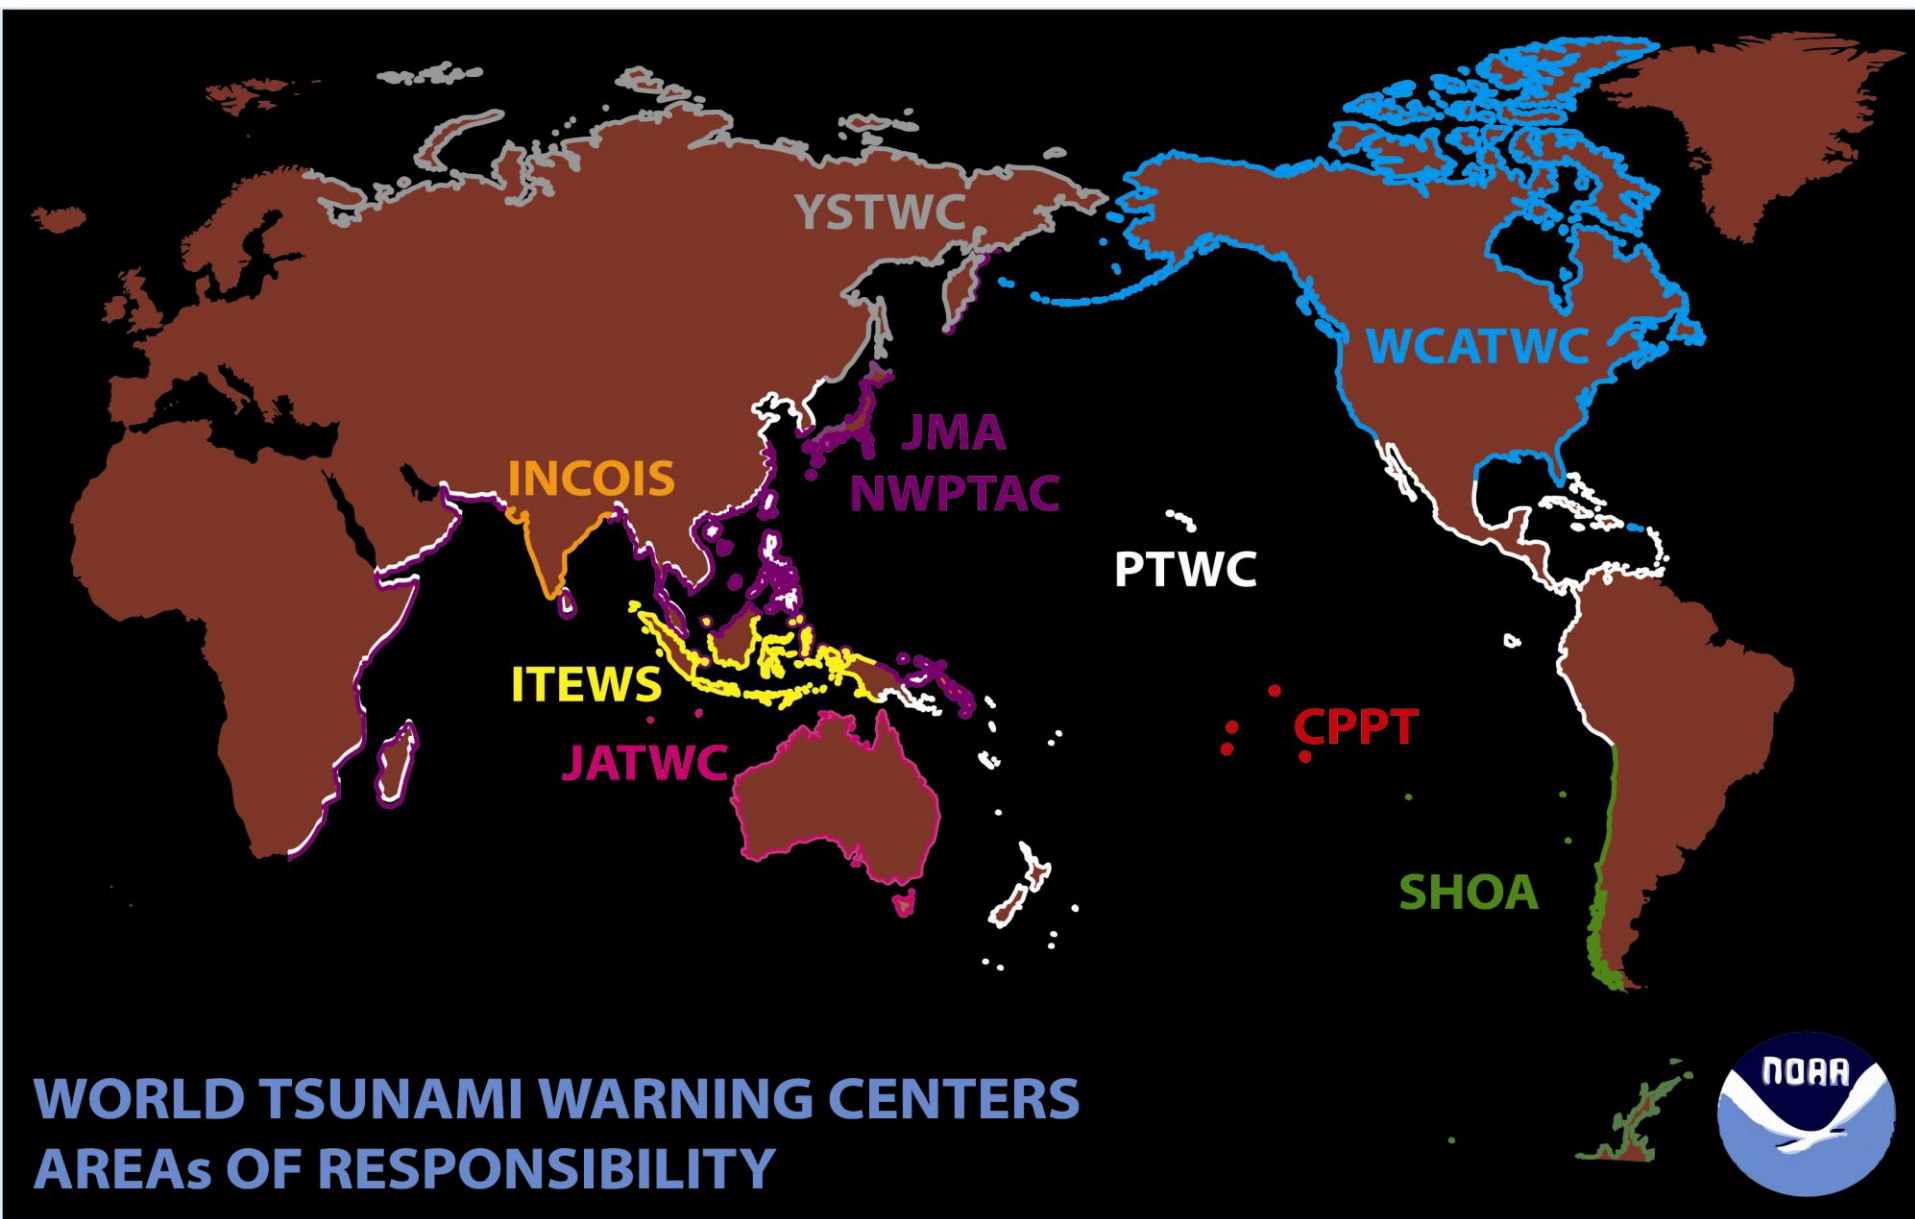 YSTWC
WCATWC
JMA
NWPTAC
INCOIS
PTWC
ITEWS
CPPT
JATWC
SHOA
WORLD TSUNAMI WARNING CENTERS
AREAs OF RESPONSIBILITY
NOAA